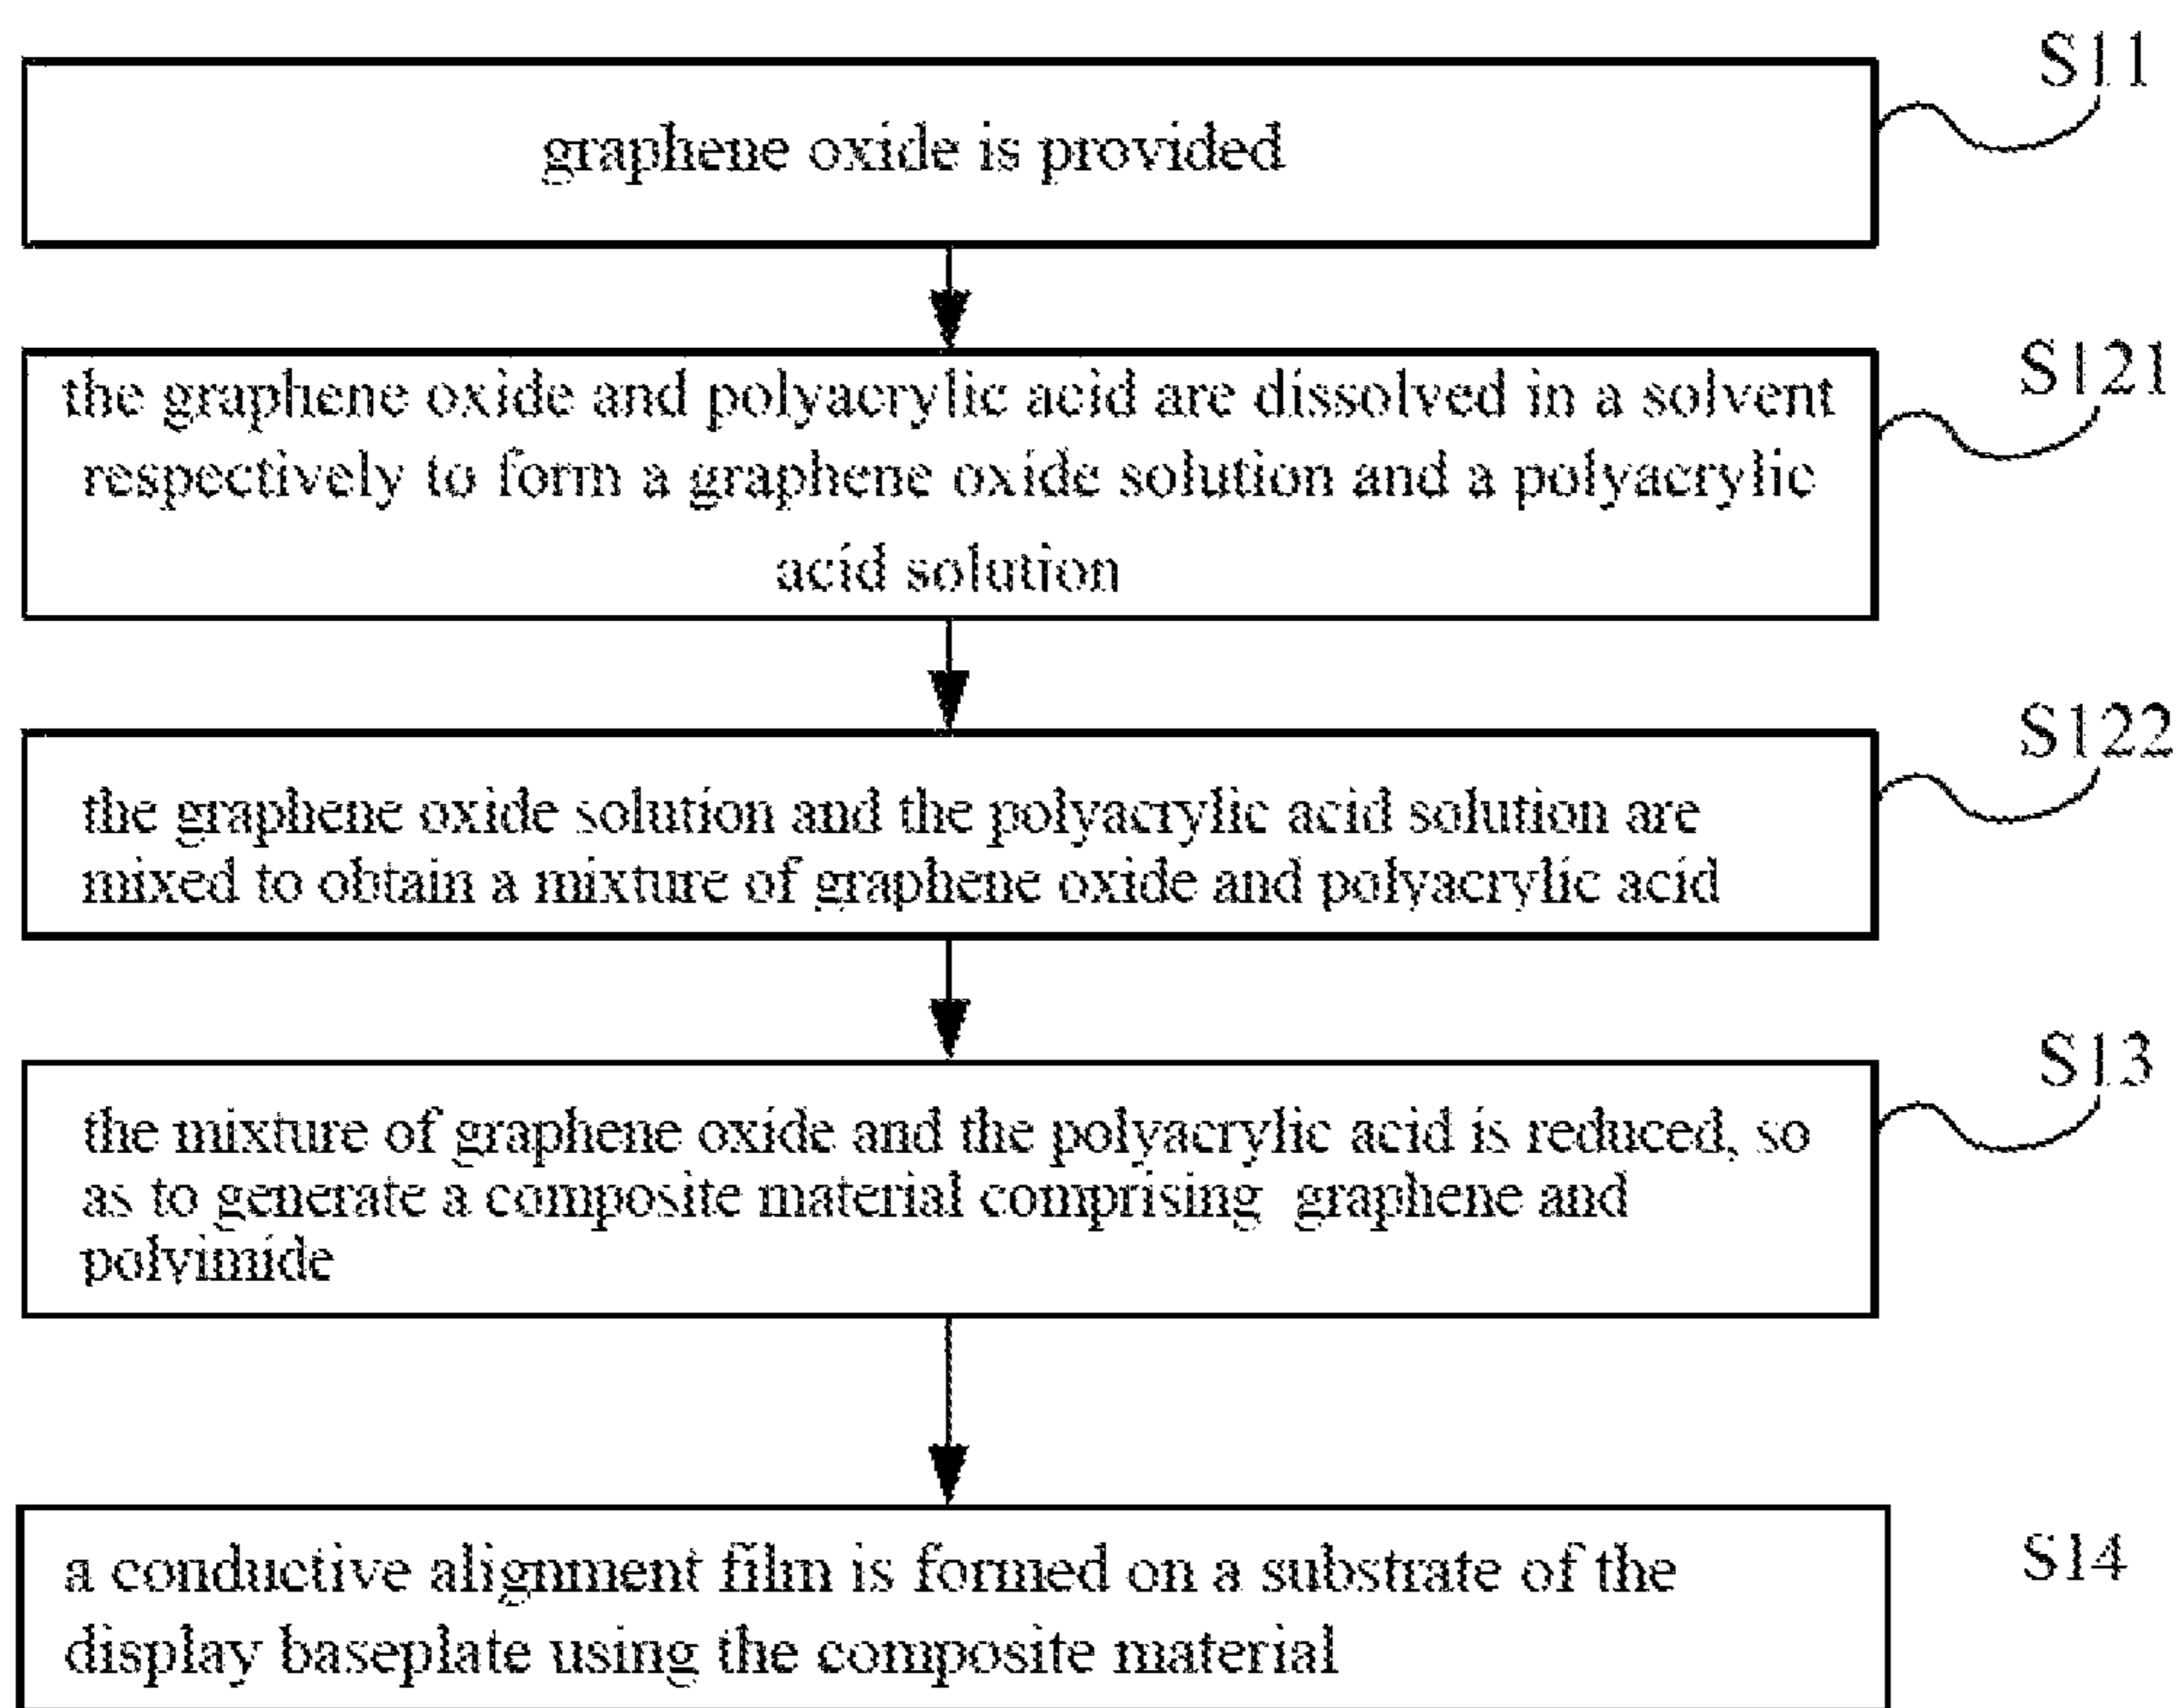 S11
graphene oxide is provided
S121
the graphene oxide and polyacrylic acid are dissolved in a solvent
respectively to form a graphene oxide solution and a polyacrylic
acid solution
S122
the graphene oxide solution and the polyacrylic acid solution are
mixed to obtain a mixture of graphene oxide and polyacrylic acid
S13
the mixture of graphene oxide and the polyacrylic acid is reduced, so
as to generate a composite material comprising graphene and
polyimide
S14
a conductive alignment film is formed on a substrate of the
display baseplate using the composite material